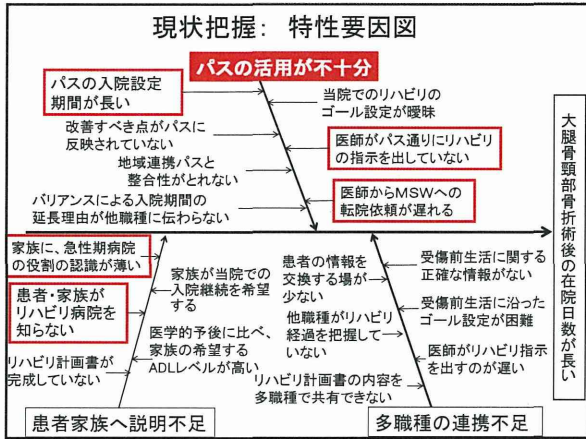 現状把握： 特性要因図
パスの活用が不十分
パスの入院設定
期間が長い
当院でのリハビリの
ゴール設定が曖昧
改善すべき点がパスに
反映されていない
医師がパス通りにリハビリ
の指示を出していない
地域連携パスと
整合性がとれない
医師からMSWへの
転院依頼が遅れる
バリアンスによる入院期間の
延長理由が他職種に伝わらない
大腿骨頸部骨折術後の在院日数が長い
家族に、急性期病院
の役割の認識が薄い
家族が当院での
入院継続を希望
する
患者・家族が
リハビリ病院を
知らない
医学的予後に比べ、
家族の希望する
ADLレベルが高い
リハビリ計画書が
完成していない
患者家族へ説明不足
患者の情報を
交換する場が
少ない
受傷前生活に関する
正確な情報がない
他職種がリハビリ
経過を把握して
いない
受傷前生活に沿った
ゴール設定が困難
医師がリハビリ指示
を出すのが遅い
リハビリ計画書の内容を
多職種で共有できない
多職種の連携不足